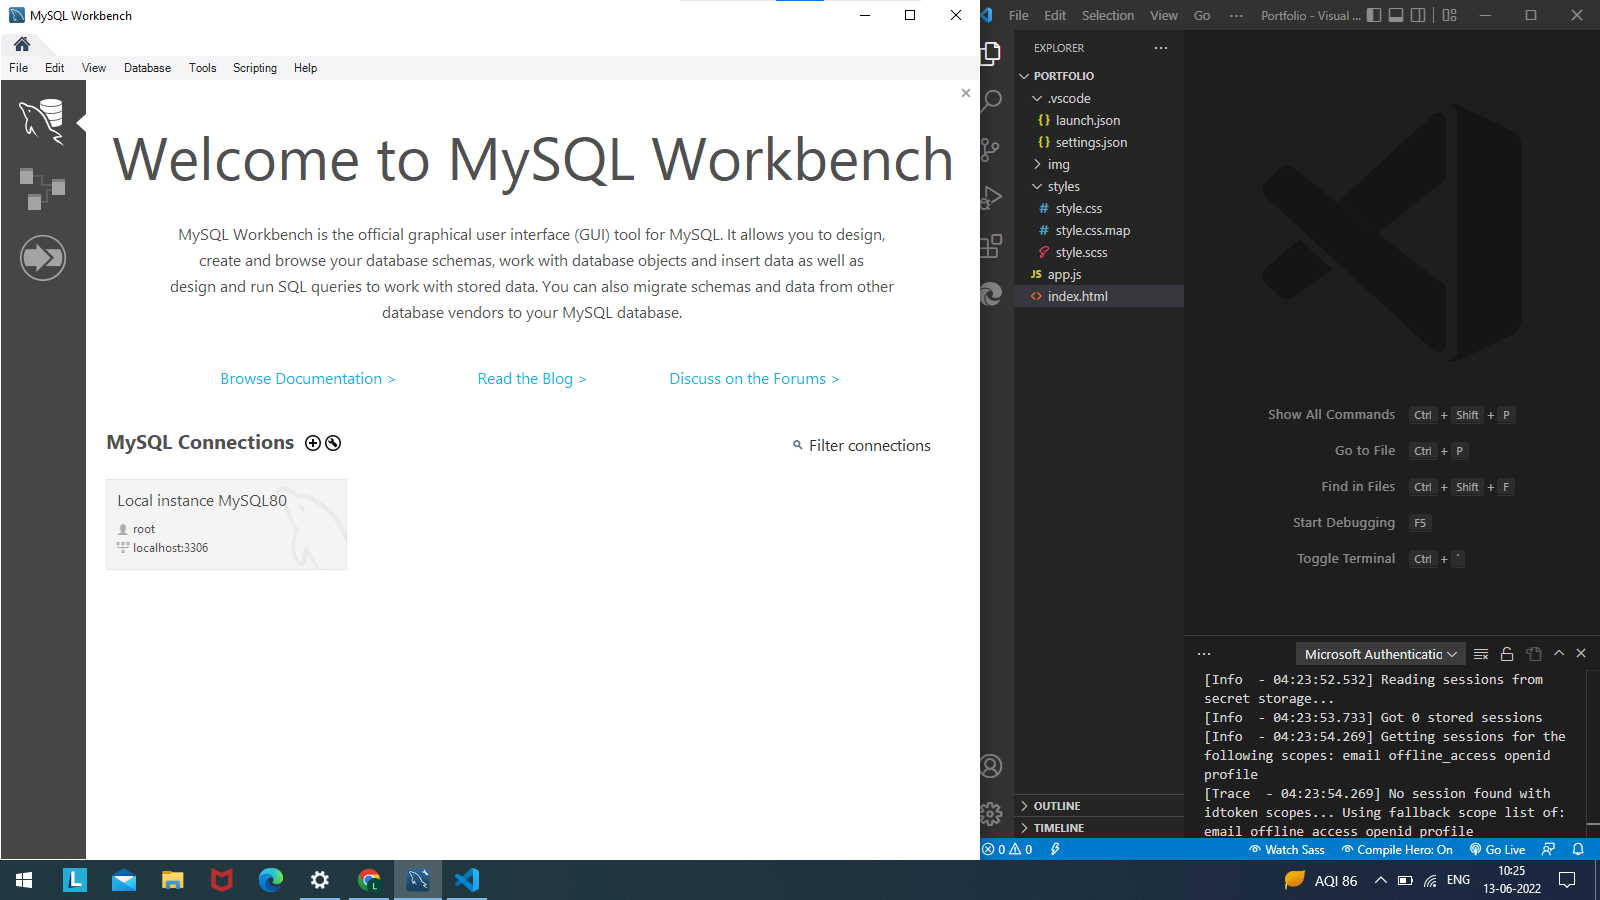 MySQL Workbench
File Edit View Database Tools Scripting Help
Welcome to MySQL Workbench
MySQL Workbench is the official graphical user interface (GUI) tool for MySQL. It allows you to design,
create and browse your database schemas, work with database objects and insert data as well as
design and run SQL queries to work with stored data. You can also migrate schemas and data from other
database vendors to your MySQL database.
Browse Documentation >
Read the Blog >
Discuss on the Forums >
MySQL Connections
Filter connections
Local instance MySQL80
root
localhost:3306
File Edit Selection View Go ··· Portfolio - Visual ...
EXPLORER
PORTFOLIO
.vscode
{} launch.json
{} settings.json
img
styles
# style.css
# style.css.map
style.scss
JS app.js
<> index.html
OUTLINE
TIMELINE
Show All Commands Ctrl + Shift + P
Go to File Ctrl + P
Find in Files Ctrl + Shift + F
Start Debugging F5
Toggle Terminal Ctrl + `
Microsoft Authenticatio
[Info  - 04:23:52.532] Reading sessions from
secret storage...
[Info  - 04:23:53.733] Got 0 stored sessions
[Info  - 04:23:54.269] Getting sessions for the
following scopes: email offline_access openid
profile
[Trace  - 04:23:54.269] No session found with
idtoken scopes... Using fallback scope list of:
email offline_access openid profile
0 0
Watch Sass
Compile Hero: On
Go Live
L
L
AQI 86
ENG
10:25
13-06-2022